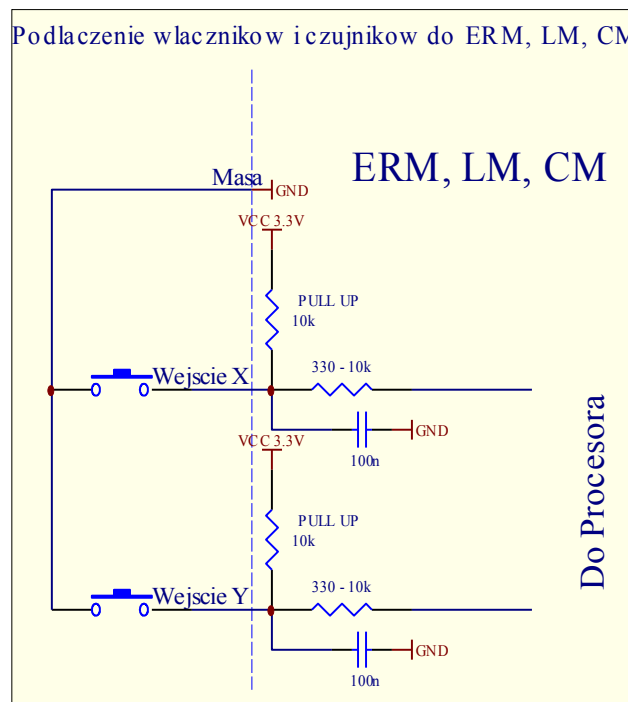 Podlaczenie wlacznikow i czujnikow do ERM, LM, CM
ERM, LM, CM
Masa
GND
VCC 3.3V
PULL UP
10k
330 - 10k
Wejscie X
GND
100n
VCC 3.3V
PULL UP
10k
330 - 10k
Wejscie Y
GND
100n
Do Procesora